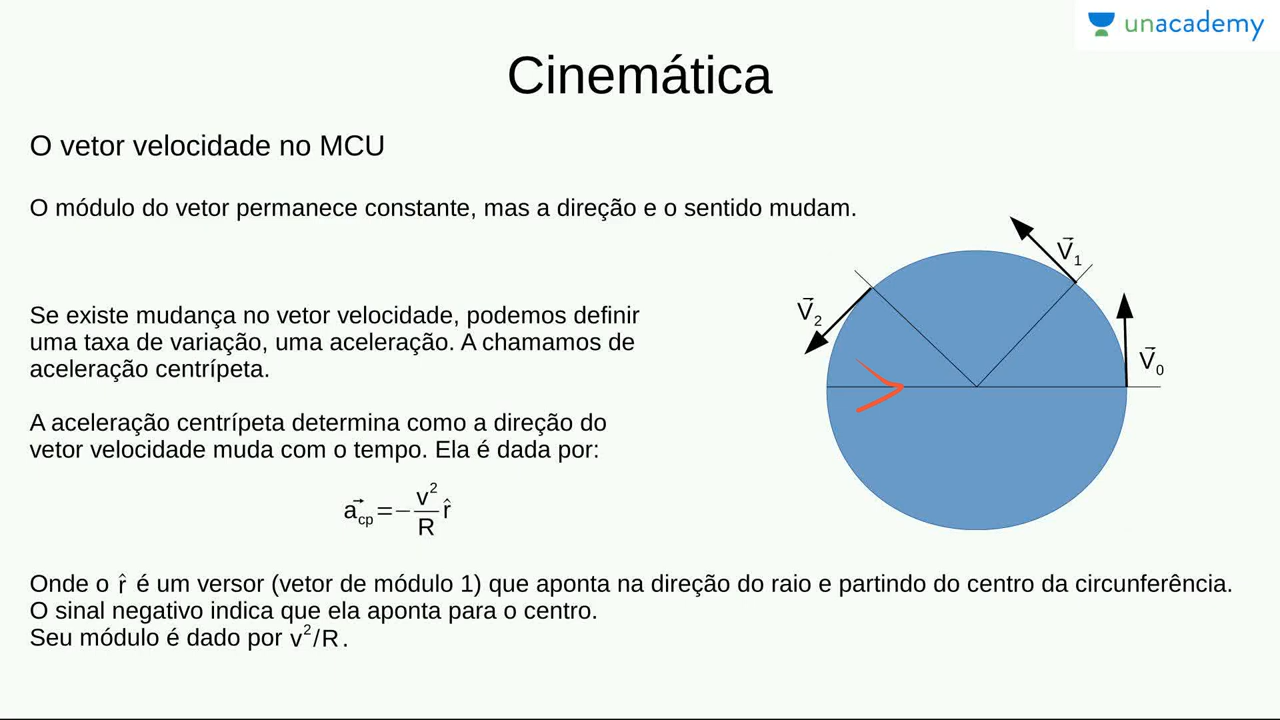 unacademy
Cinemática
O vetor velocidade no MCU
O módulo do vetor permanece constante, mas a direção e o sentido mudam.
V⃗₁
V⃗₂
V⃗₀
Se existe mudança no vetor velocidade, podemos definir
uma taxa de variação, uma aceleração. A chamamos de
aceleração centrípeta.
A aceleração centrípeta determina como a direção do
vetor velocidade muda com o tempo. Ela é dada por:
a⃗cp = − v²/R r̂
Onde o r̂ é um versor (vetor de módulo 1) que aponta na direção do raio e partindo do centro da circunferência.
O sinal negativo indica que ela aponta para o centro.
Seu módulo é dado por v²/R.